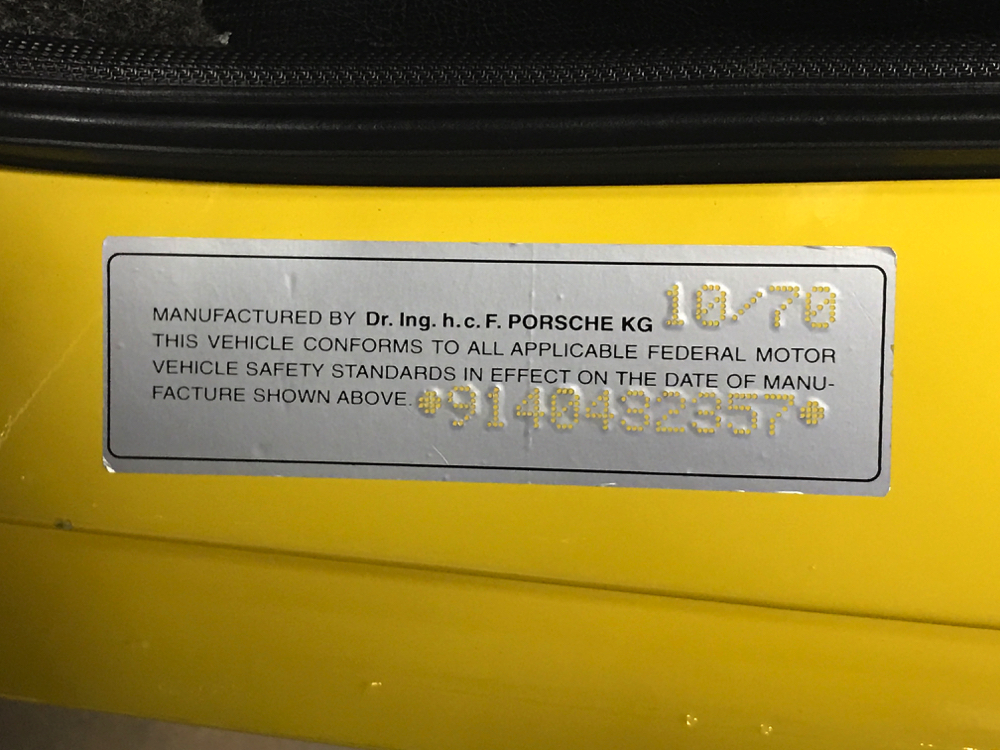 MANUFACTURED BY Dr. Ing. h. c. F. PORSCHE KG 10/70
THIS VEHICLE CONFORMS TO ALL APPLICABLE FEDERAL MOTOR
VEHICLE SAFETY STANDARDS IN EFFECT ON THE DATE OF MANU-
FACTURE SHOWN ABOVE. *9140432357*